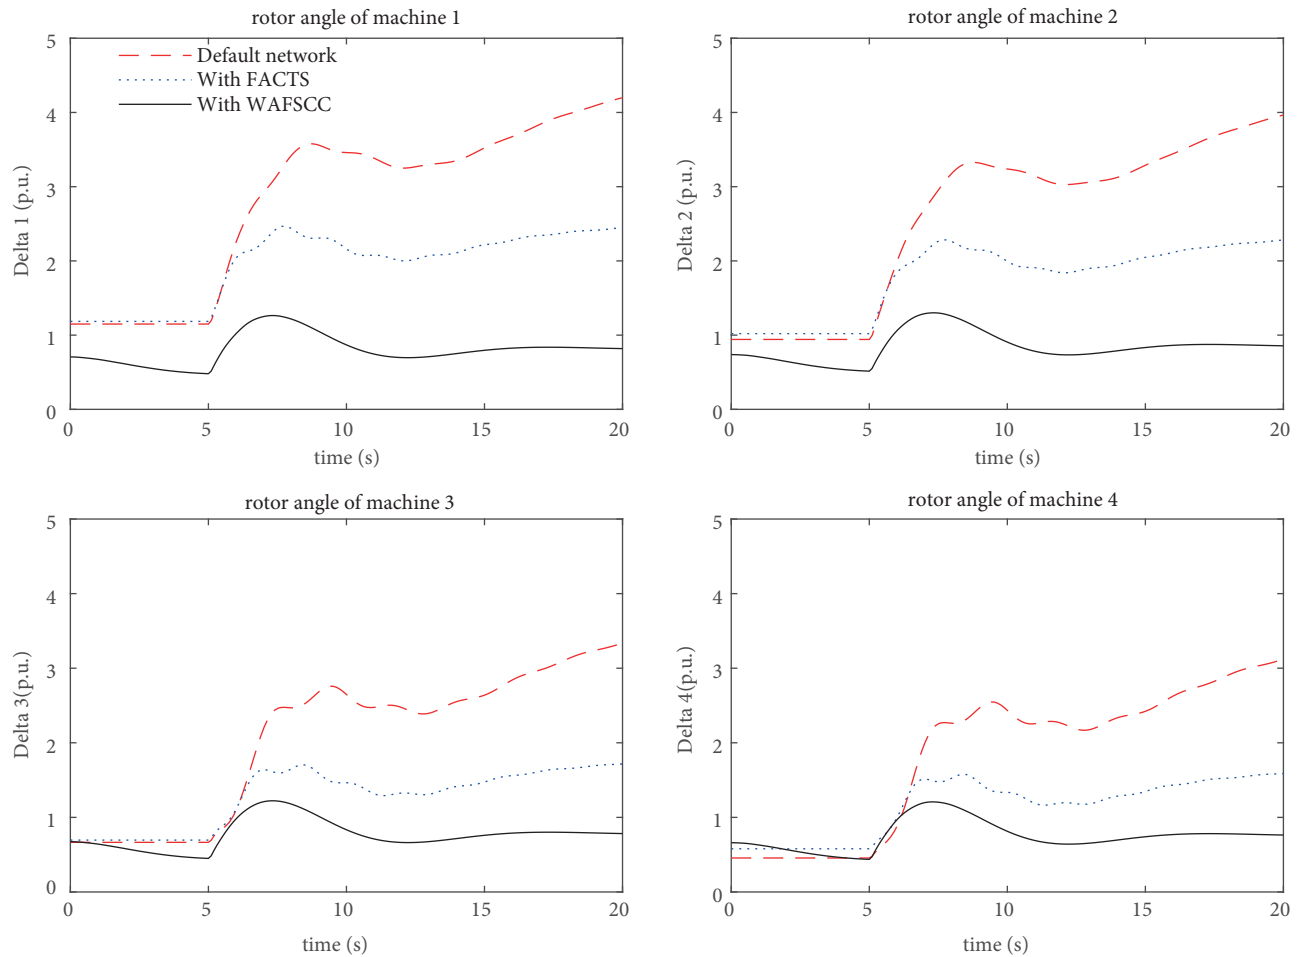 rotor angle of machine 1
5
4
3
2
1
0
Delta 1 (p.u.)
Default network
With FACTS
With WAFSCC
0 5 10 15 20
time (s)
rotor angle of machine 2
5
4
3
2
1
0
Delta 2 (p.u.)
0 5 10 15 20
time (s)
rotor angle of machine 3
5
4
3
2
1
0
Delta 3(p.u.)
0 5 10 15 20
time (s)
rotor angle of machine 4
5
4
3
2
1
0
Delta 4(p.u.)
0 5 10 15 20
time (s)